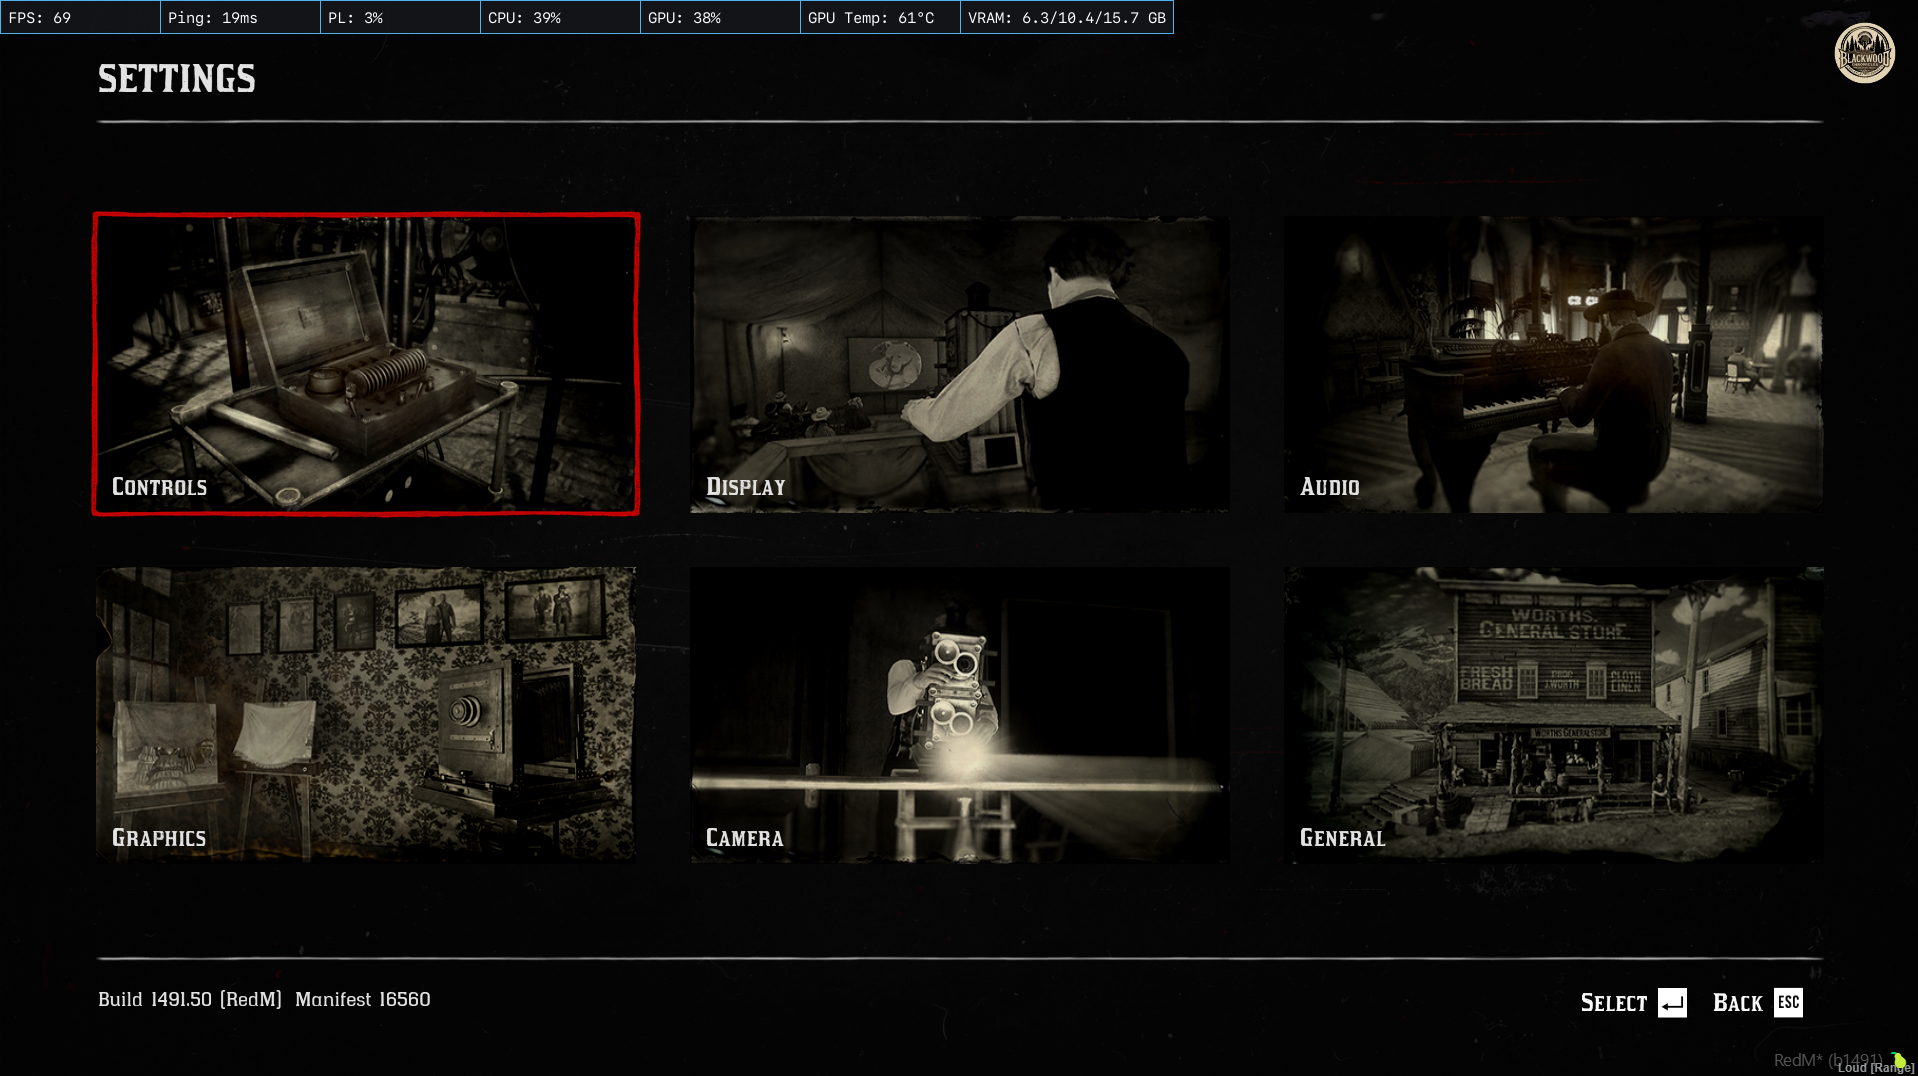 FPS: 69 Ping: 19ms PL: 3% CPU: 39% GPU: 38% GPU Temp: 61°C VRAM: 6.3/10.4/15.7 GB
BLACKWOOD
SETTINGS
CONTROLS
DISPLAY
AUDIO
WORTHS.
GENERAL STORE
FRESH
BREAD
PROP.
J.WORTH
CLOTH
LINEN
WORTHS GENERAL STORE
GRAPHICS
CAMERA
GENERAL
Build 1491.50 (RedM) Manifest 16560
SELECT BACK ESC
RedM* (b1491)
Loud [Range]